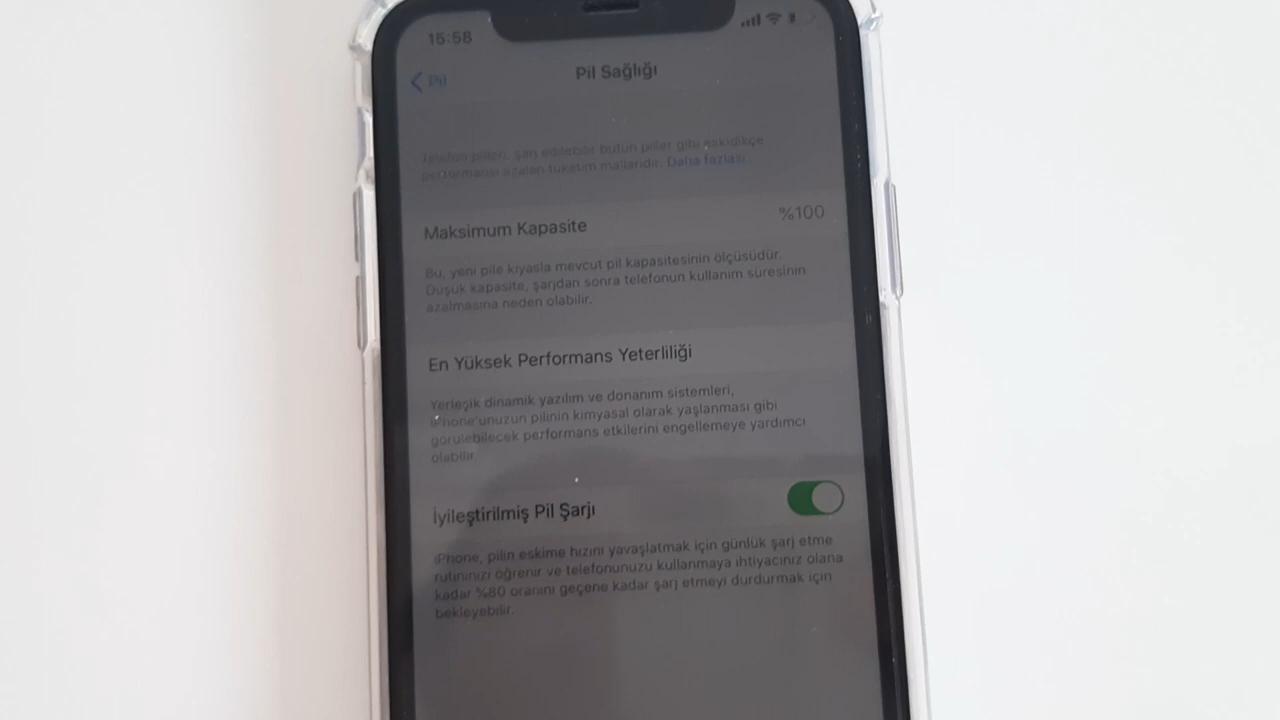 15:58
Pil
Pil Sağlığı
Telefon pilleri, şarj edilebilir bütün piller gibi eskidikçe
performansı azalan tüketim mallarıdır. Daha fazlası...
Maksimum Kapasite %100
Bu, yeni pile kıyasla mevcut pil kapasitesinin ölçüsüdür.
Düşük kapasite, şarjdan sonra telefonun kullanım süresinin
azalmasına neden olabilir.
En Yüksek Performans Yeterliliği
Yerleşik dinamik yazılım ve donanım sistemleri,
iPhone'unuzun pilinin kimyasal olarak yaşlanması gibi
görülebilecek performans etkilerini engellemeye yardımcı
olabilir.
İyileştirilmiş Pil Şarjı
iPhone, pilin eskime hızını yavaşlatmak için günlük şarj etme
rutininizi öğrenir ve telefonunuzu kullanmaya ihtiyacınız olana
kadar %80 oranını geçene kadar şarj etmeyi durdurmak için
bekleyebilir.